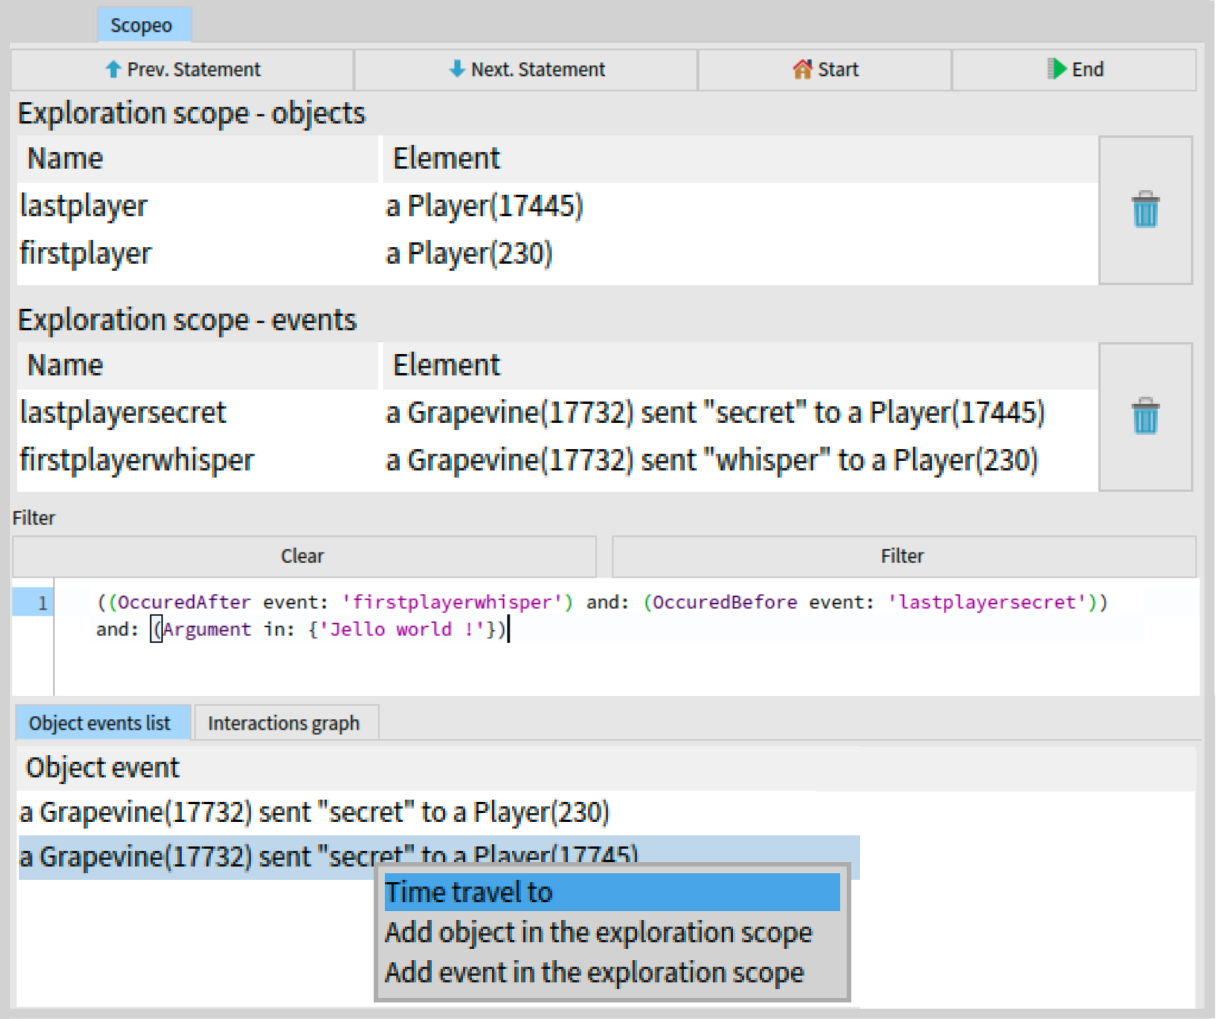 Scopeo
Prev. Statement Next. Statement Start End
Exploration scope - objects
Name Element
lastplayer a Player(17445)
firstplayer a Player(230)
Exploration scope - events
Name Element
lastplayersecret a Grapevine(17732) sent "secret" to a Player(17445)
firstplayerwhisper a Grapevine(17732) sent "whisper" to a Player(230)
Filter
Clear Filter
1 ((OccuredAfter event: 'firstplayerwhisper') and: (OccuredBefore event: 'lastplayersecret'))
and: (Argument in: {'Jello world !'})
Object events list Interactions graph
Object event
a Grapevine(17732) sent "secret" to a Player(230)
a Grapevine(17732) sent "secret" to a Player(17745)
Time travel to
Add object in the exploration scope
Add event in the exploration scope